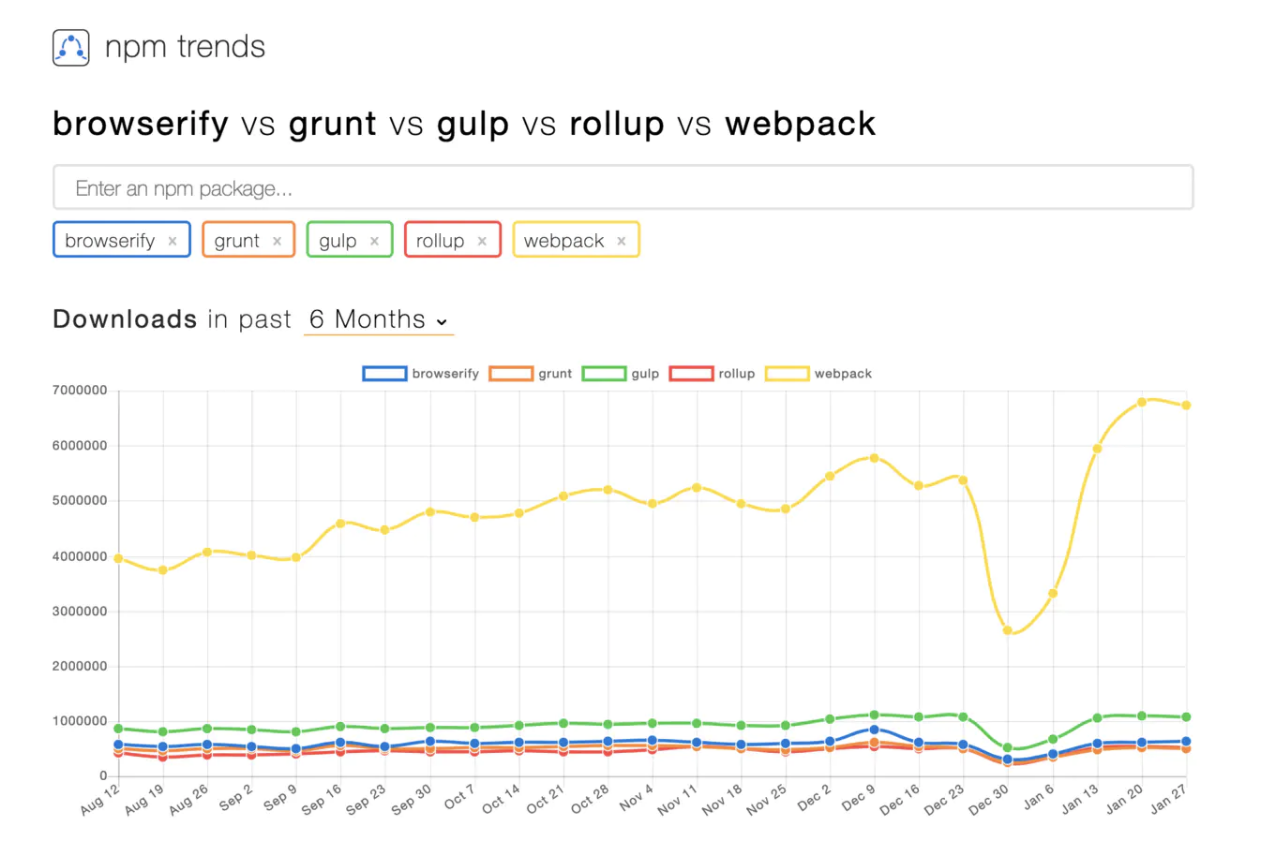 npm trends
browserify vs grunt vs gulp vs rollup vs webpack
Enter an npm package...
browserify × grunt × gulp × rollup × webpack ×
Downloads in past 6 Months
browserify grunt gulp rollup webpack
7000000
6000000
5000000
4000000
3000000
2000000
1000000
0
Aug 12 Aug 19 Aug 26 Sep 2 Sep 9 Sep 16 Sep 23 Sep 30 Oct 7 Oct 14 Oct 21 Oct 28 Nov 4 Nov 11 Nov 18 Nov 25 Dec 2 Dec 9 Dec 16 Dec 23 Dec 30 Jan 6 Jan 13 Jan 20 Jan 27